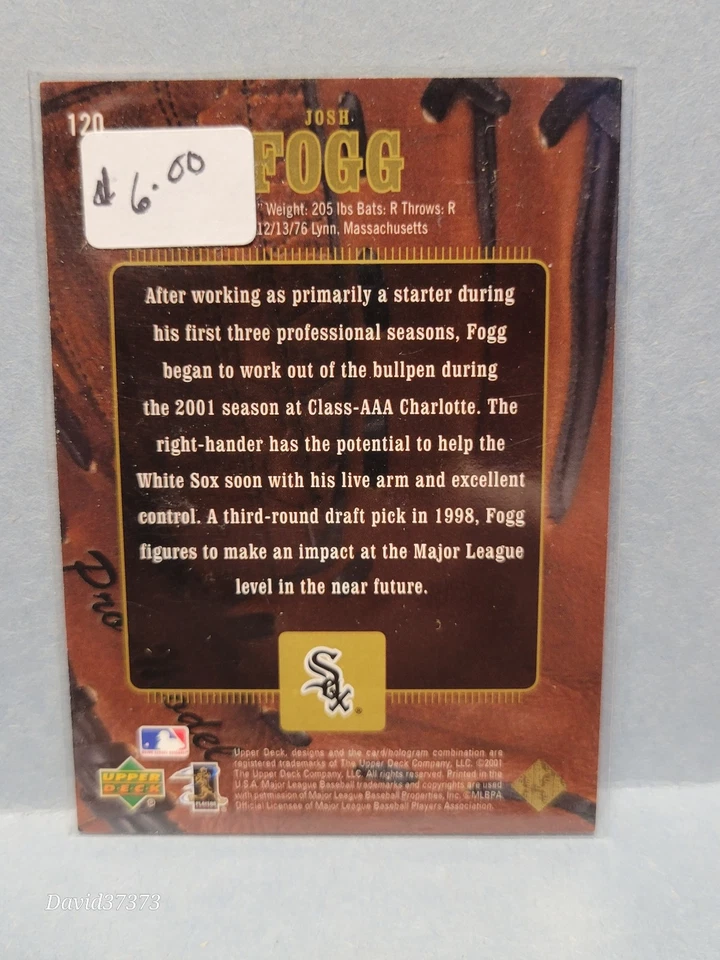 120
JOSH
FOGG
$ 6.00
" Weight: 205 lbs Bats: R Throws: R
12/13/76 Lynn, Massachusetts
After working as primarily a starter during
his first three professional seasons, Fogg
began to work out of the bullpen during
the 2001 season at Class-AAA Charlotte. The
right-hander has the potential to help the
White Sox soon with his live arm and excellent
control. A third-round draft pick in 1998, Fogg
figures to make an impact at the Major League
level in the near future.
Sox
Pro Model
Upper Deck, designs and the card/hologram combination are
registered trademarks of The Upper Deck Company, LLC. ©2001
The Upper Deck Company, LLC. All rights reserved. Printed in the
U.S.A. Major League Baseball trademarks and copyrights are used
with permission of Major League Baseball Properties, Inc. ©MLBPA
Official Licensee of Major League Baseball Players Association.
UPPER
DECK
David37373